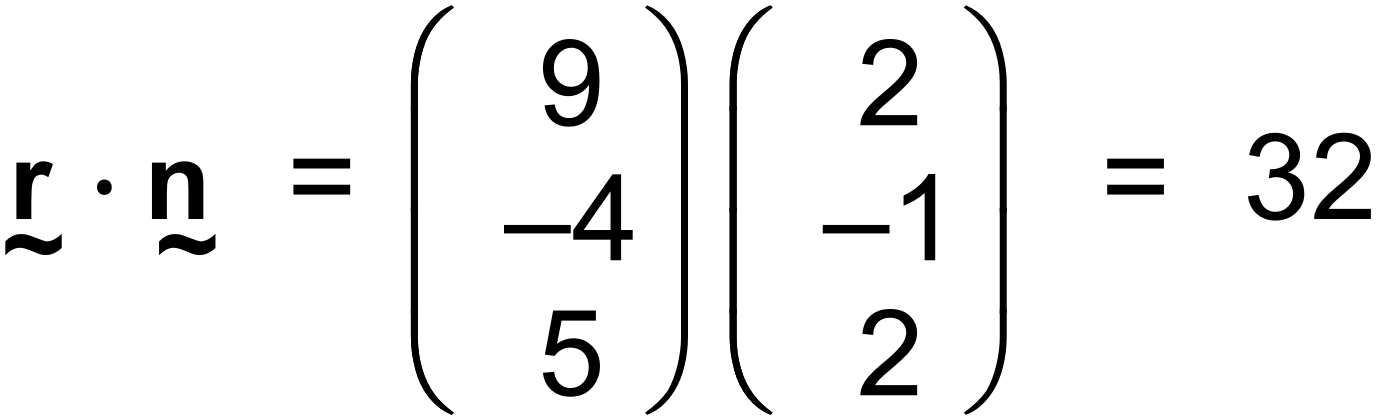 r · n = ( 9 –4 5 ) ( 2 –1 2 ) = 32